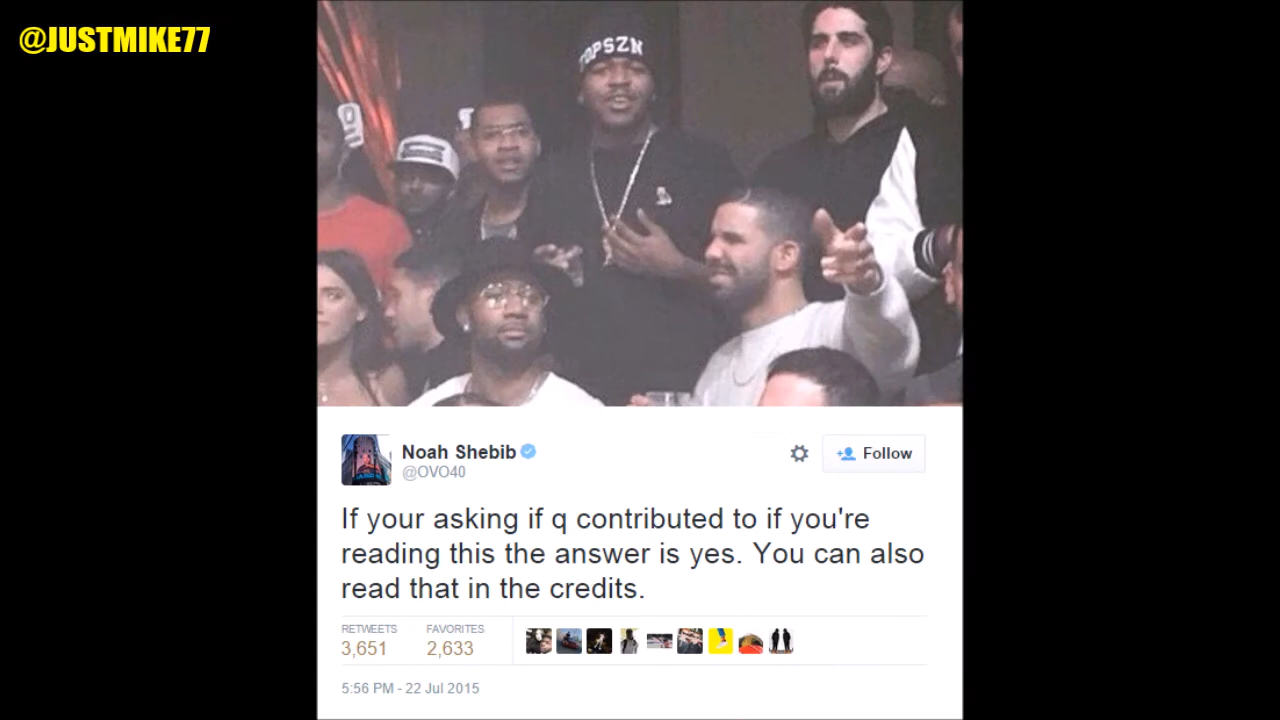 @JUSTMIKE77
OPSZN
Noah Shebib
@OVO40
Follow
If your asking if q contributed to if you're
reading this the answer is yes. You can also
read that in the credits.
RETWEETS FAVORITES
3,651 2,633
5:56 PM - 22 Jul 2015